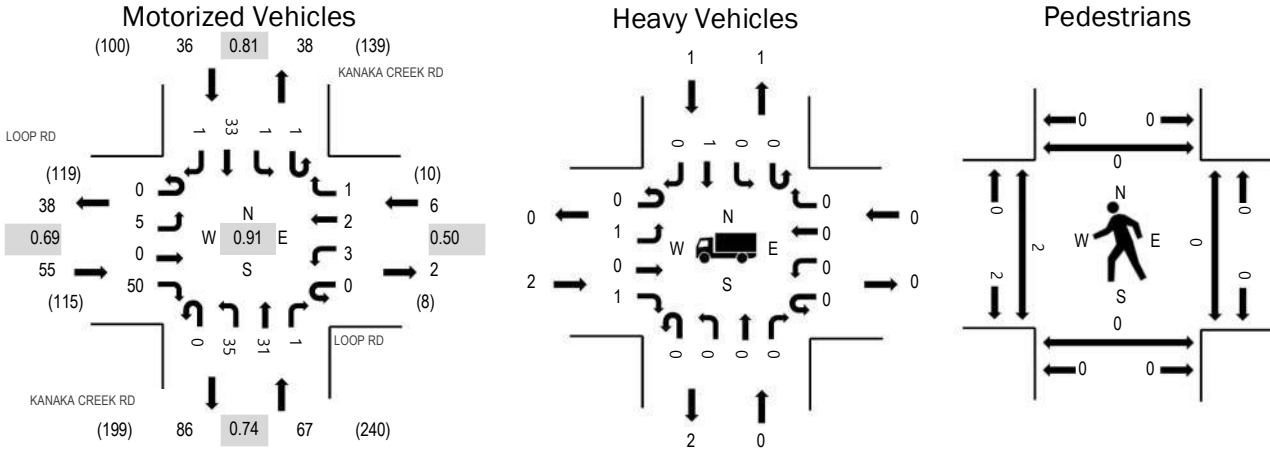 Motorized Vehicles
Heavy Vehicles
Pedestrians
(100) 36 0.81 38 (139)
KANAKA CREEK RD
LOOP RD
1 33 1 1
(119)
38
0.69
55
(115)
0
5
0
50
N
W 0.91 E
S
1
2
3
0
(10)
6
0.50
2
(8)
0 35 31 1
LOOP RD
KANAKA CREEK RD
(199) 86 0.74 67 (240)
1 1
0 1 0 0
0
2
0
1
0
1
N
W E
S
0
0
0
0
0
0
0 0 0 0
2 0
0 0
0
0
2
2
N
W E
S
0
0
0
0
0 0